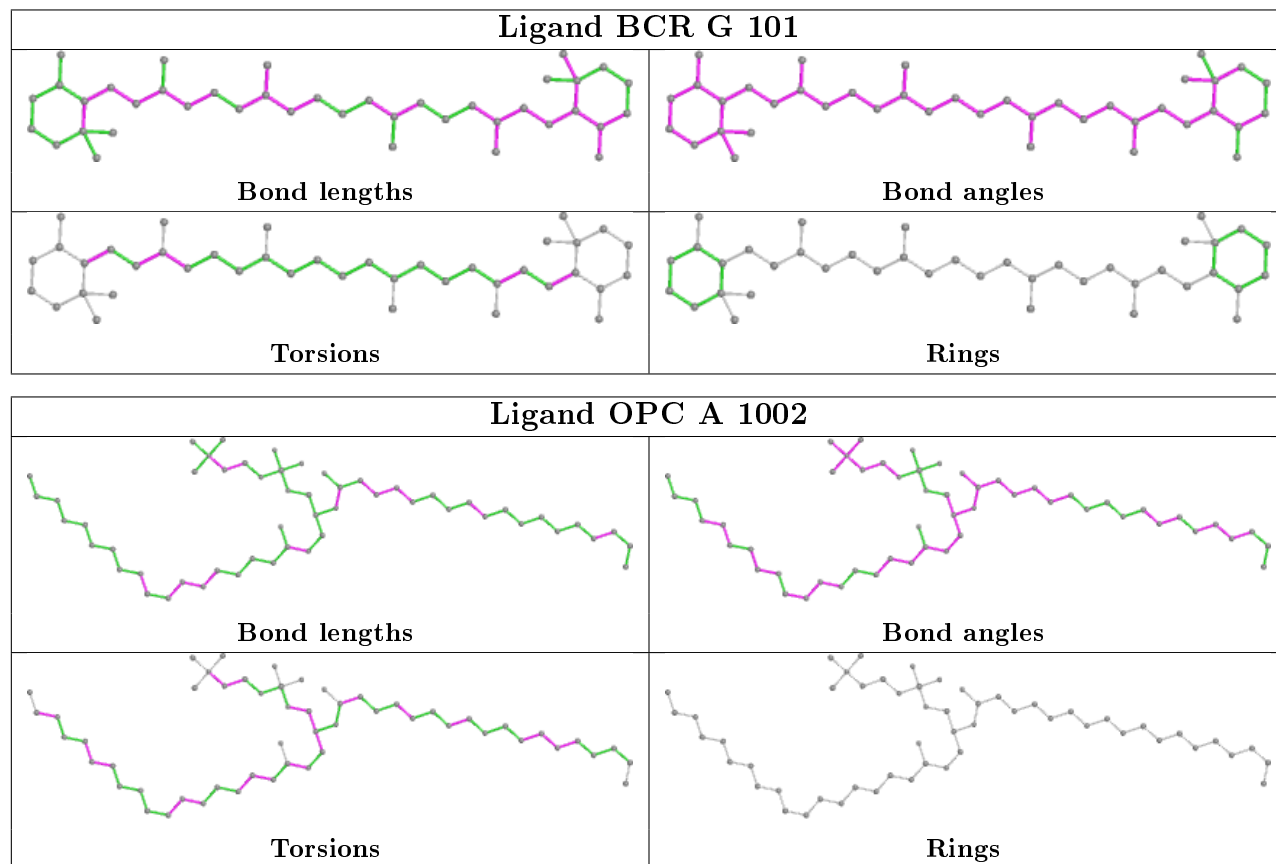 Ligand BCR G 101
Bond lengths
Bond angles
Torsions
Rings
Ligand OPC A 1002
Bond lengths
Bond angles
Torsions
Rings